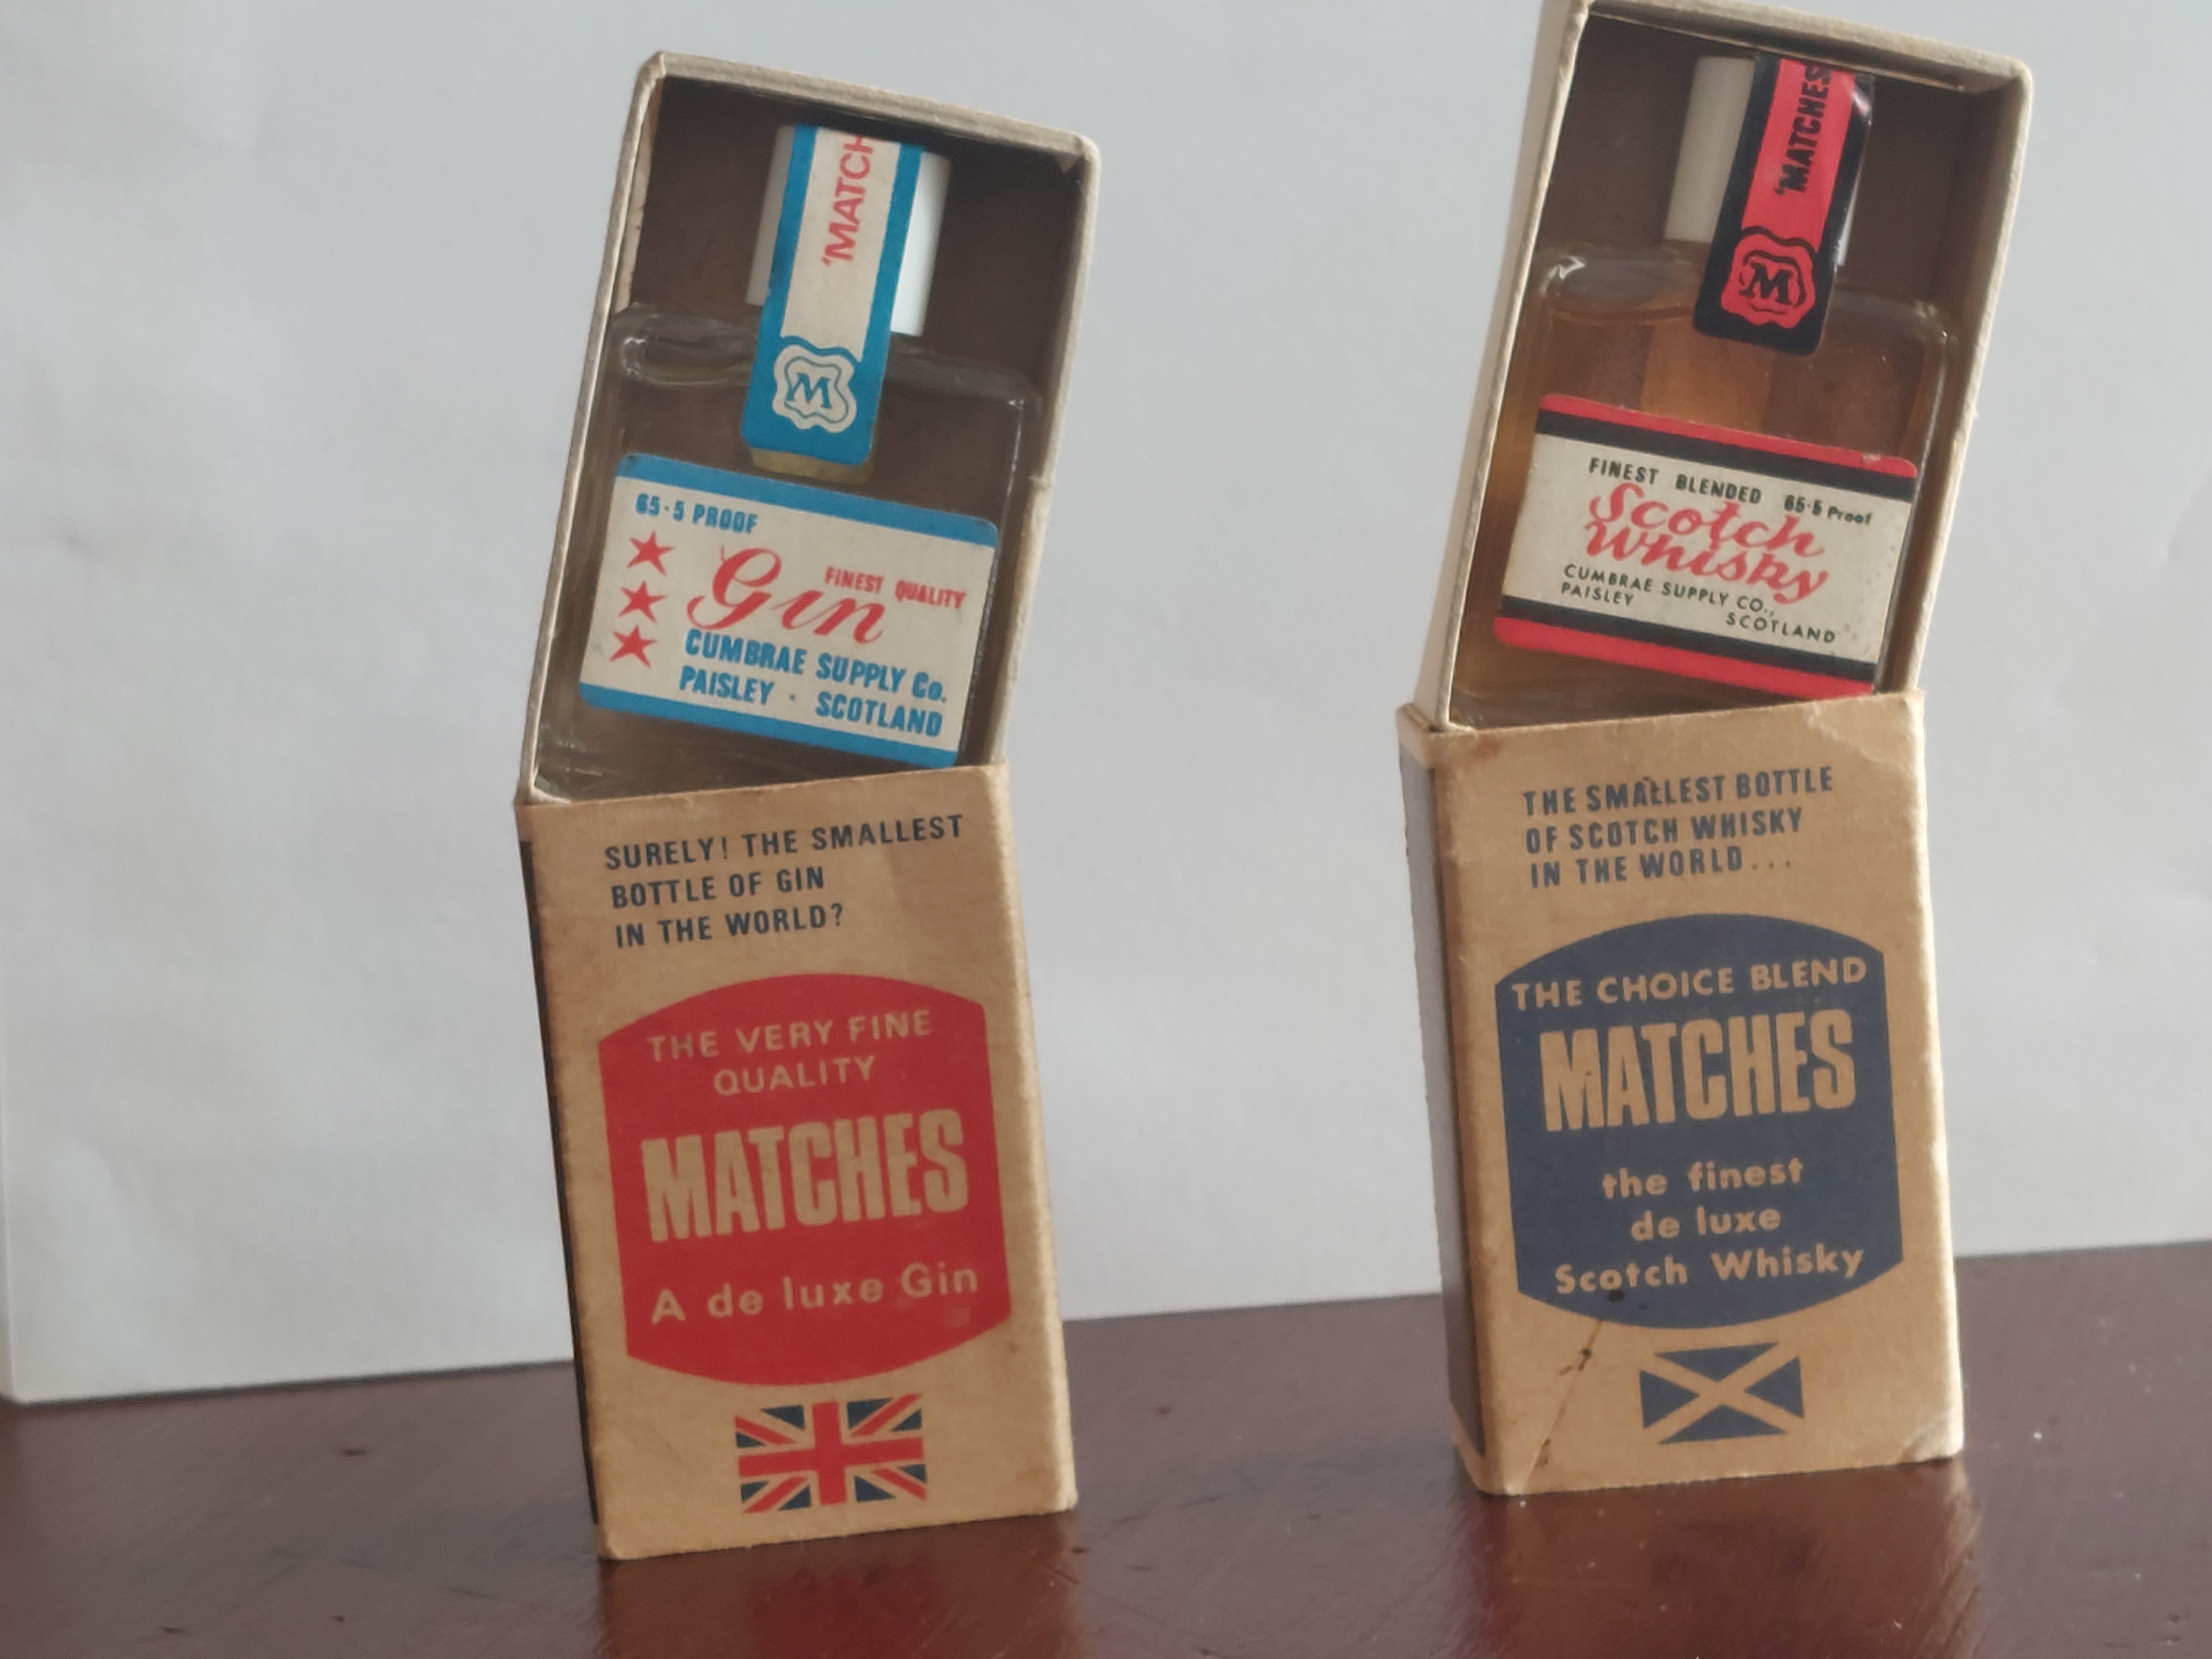 'MATCH
M
65·5 PROOF
FINEST QUALITY
Gin
CUMBRAE SUPPLY Co.
PAISLEY · SCOTLAND
SURELY! THE SMALLEST
BOTTLE OF GIN
IN THE WORLD?
THE VERY FINE
QUALITY
MATCHES
A de luxe Gin
'MATCHES
M
FINEST BLENDED 65·5 Proof
Scotch
Whisky
CUMBRAE SUPPLY CO.,
PAISLEY
SCOTLAND
THE SMALLEST BOTTLE
OF SCOTCH WHISKY
IN THE WORLD...
THE CHOICE BLEND
MATCHES
the finest
de luxe
Scotch Whisky